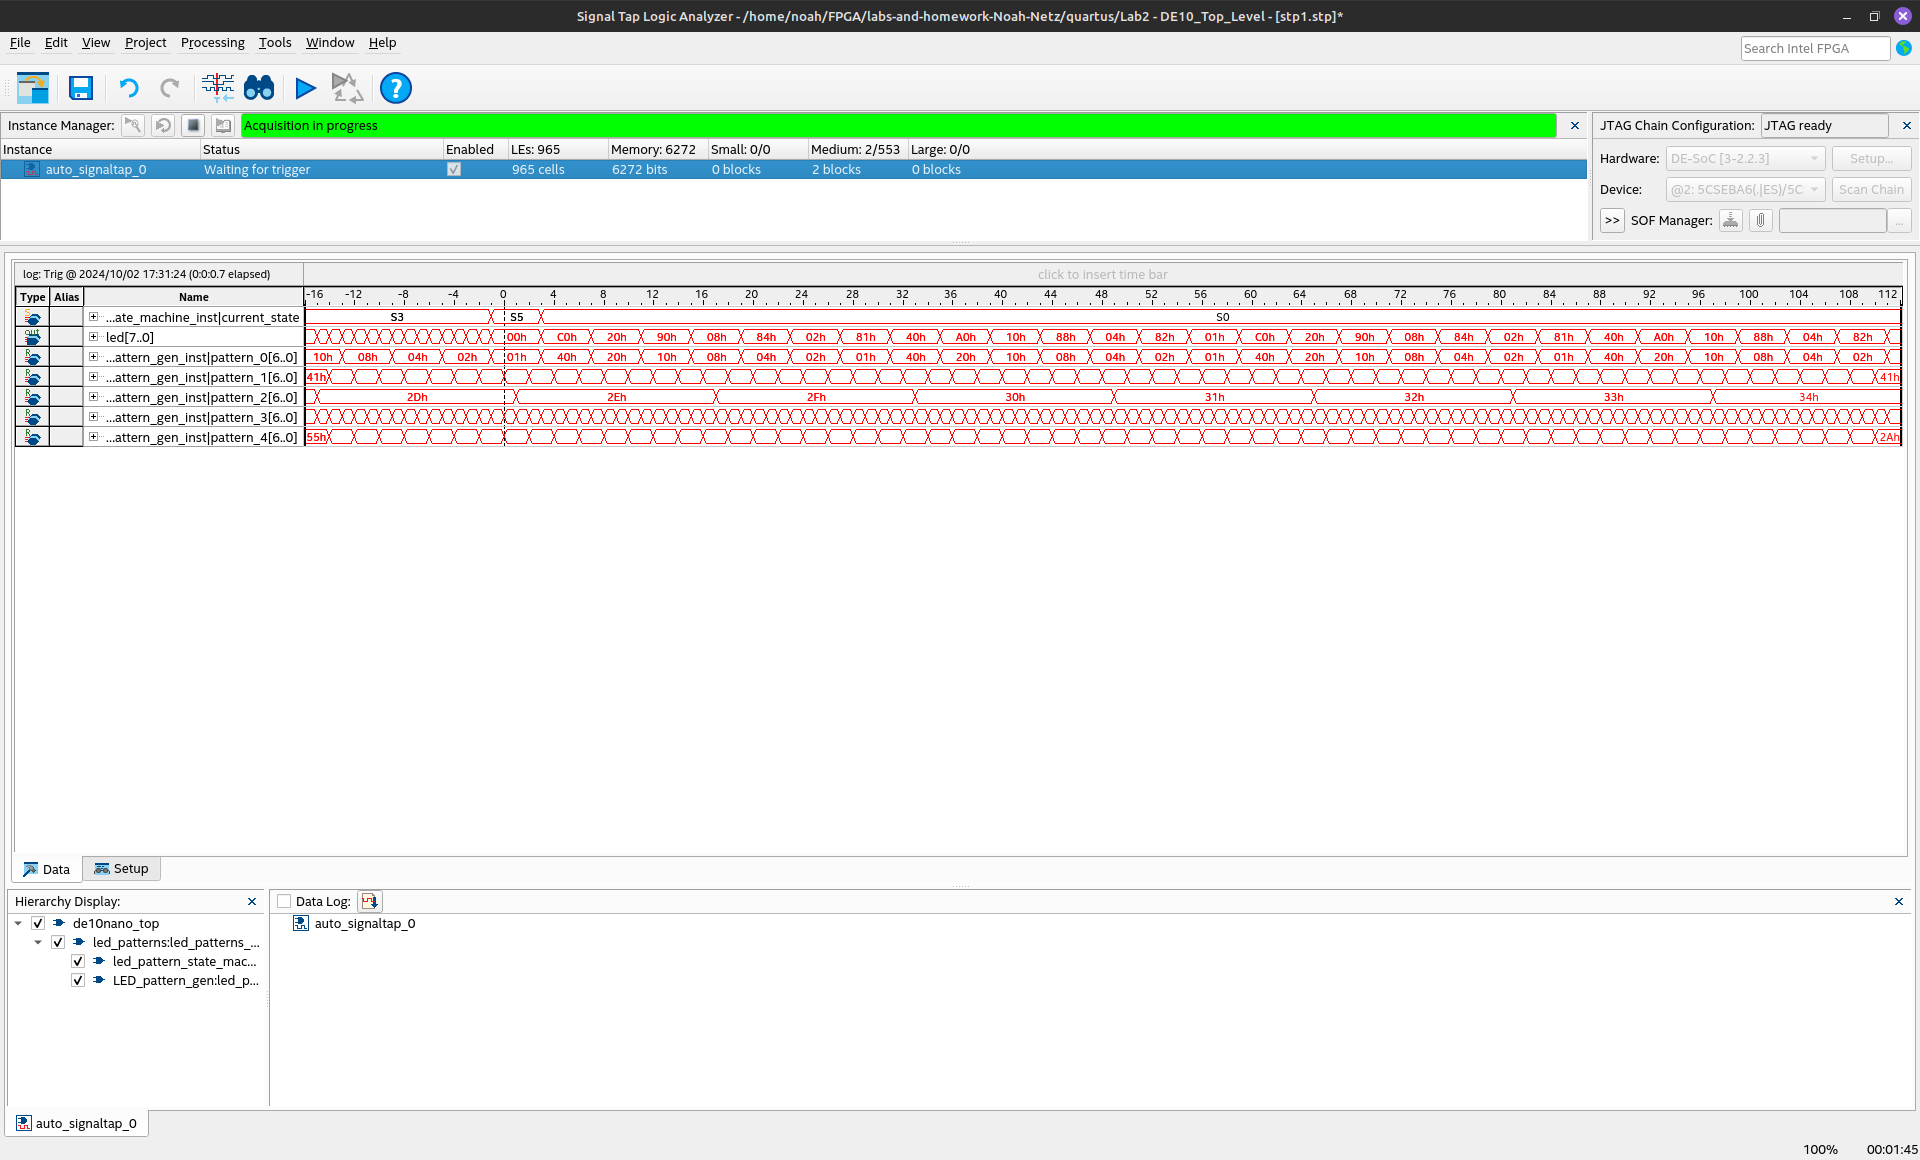 Signal Tap Logic Analyzer - /home/noah/FPGA/labs-and-homework-Noah-Netz/quartus/Lab2 - DE10_Top_Level - [stp1.stp]*
File Edit View Project Processing Tools Window Help
Search Intel FPGA
Instance Manager: Acquisition in progress
JTAG Chain Configuration: JTAG ready
Instance Status Enabled LEs: 965 Memory: 6272 Small: 0/0 Medium: 2/553 Large: 0/0
auto_signaltap_0 Waiting for trigger 965 cells 6272 bits 0 blocks 2 blocks 0 blocks
Hardware: DE-SoC [3-2.2.3] Setup...
Device: @2: 5CSEBA6(.|ES)/5C Scan Chain
>> SOF Manager: ...
log: Trig @ 2024/10/02 17:31:24 (0:0:0.7 elapsed) click to insert time bar
Type Alias Name -16 -12 -8 -4 0 4 8 12 16 20 24 28 32 36 40 44 48 52 56 60 64 68 72 76 80 84 88 92 96 100 104 108 112
...ate_machine_inst|current_state S3 S5 S0
out led[7..0] 00h C0h 20h 90h 08h 84h 02h 81h 40h A0h 10h 88h 04h 82h 01h C0h 20h 90h 08h 84h 02h 81h 40h A0h 10h 88h 04h 82h
R ...attern_gen_inst|pattern_0[6..0] 10h 08h 04h 02h 01h 40h 20h 10h 08h 04h 02h 01h 40h 20h 10h 08h 04h 02h 01h 40h 20h 10h 08h 04h 02h 01h 40h 20h 10h 08h 04h 02h
R ...attern_gen_inst|pattern_1[6..0] 41h 41h
R ...attern_gen_inst|pattern_2[6..0] 2Dh 2Eh 2Fh 30h 31h 32h 33h 34h
R ...attern_gen_inst|pattern_3[6..0]
R ...attern_gen_inst|pattern_4[6..0] 55h 2Ah
Data Setup
Hierarchy Display:
de10nano_top
led_patterns:led_patterns_...
led_pattern_state_mac...
LED_pattern_gen:led_p...
Data Log:
auto_signaltap_0
auto_signaltap_0
100% 00:01:45